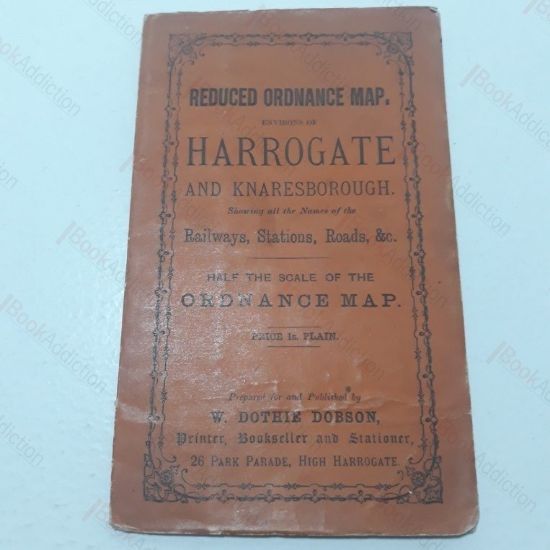 REDUCED ORDNANCE MAP.
ENVIRONS OF
HARROGATE
AND KNARESBOROUGH.
Showing all the Names of the
Railways, Stations, Roads, &c.
HALF THE SCALE OF THE
ORDNANCE MAP.
PRICE 1s. PLAIN.
Prepared for and Published by
W. DOTHIE DOBSON,
Printer, Bookseller and Stationer,
26 PARK PARADE, HIGH HARROGATE.
BookAddiction